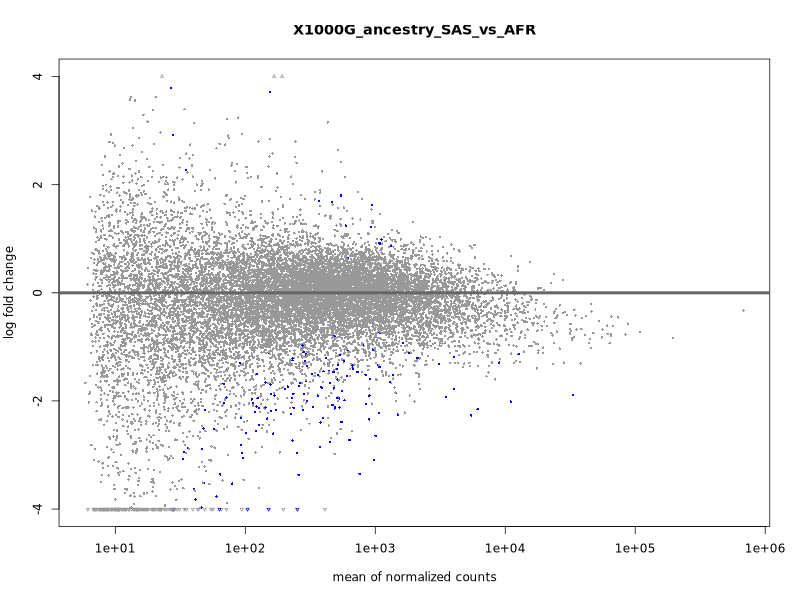 X1000G_ancestry_SAS_vs_AFR
log fold change
4
2
0
-2
-4
1e+01 1e+02 1e+03 1e+04 1e+05 1e+06
mean of normalized counts